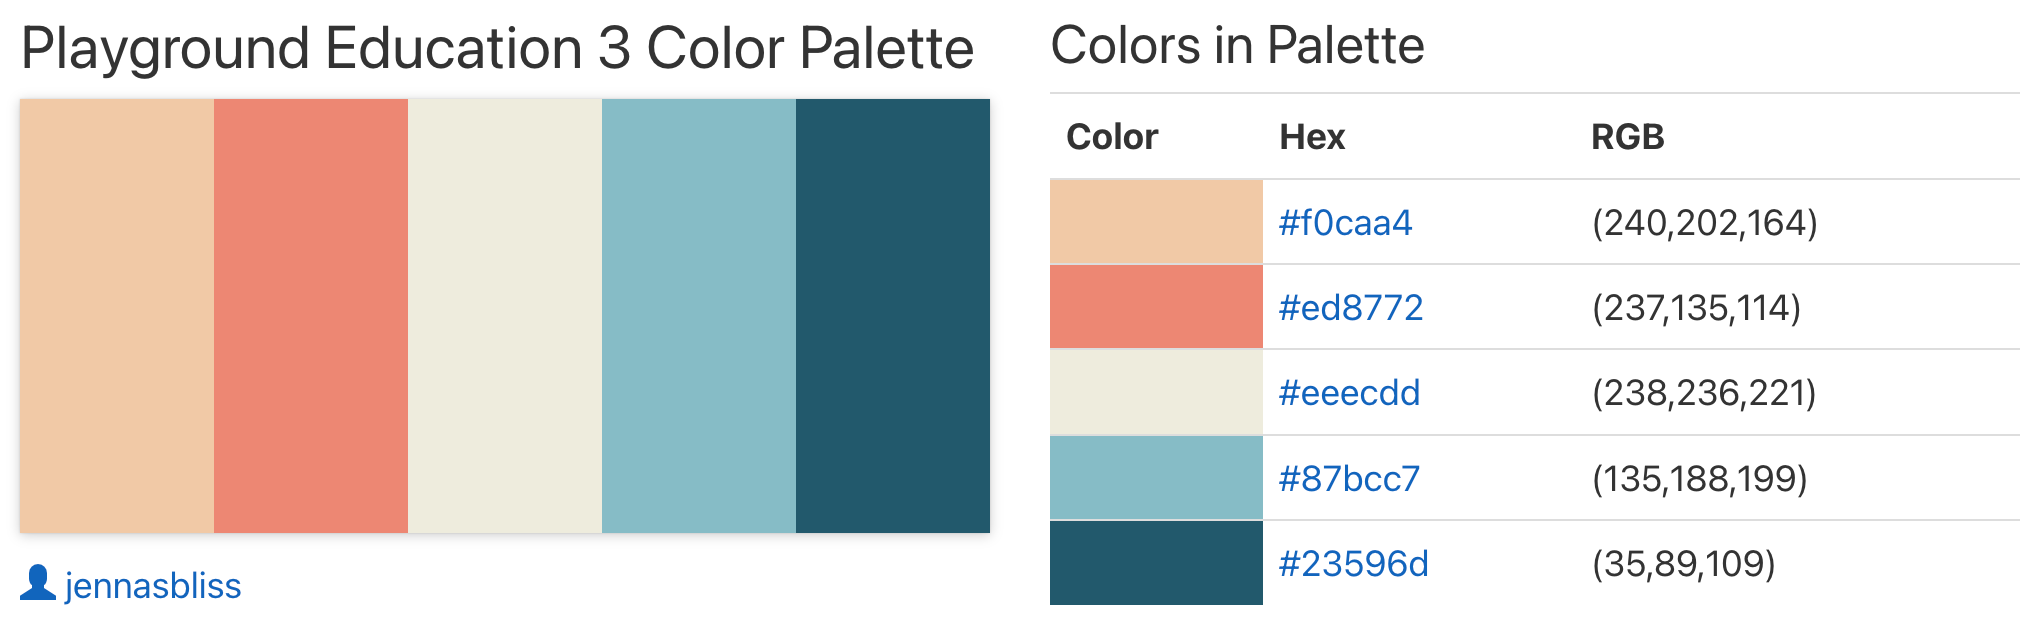 Playground Education 3 Color Palette
jennasbliss
Colors in Palette
Color Hex RGB
#f0caa4 (240,202,164)
#ed8772 (237,135,114)
#eeecdd (238,236,221)
#87bcc7 (135,188,199)
#23596d (35,89,109)